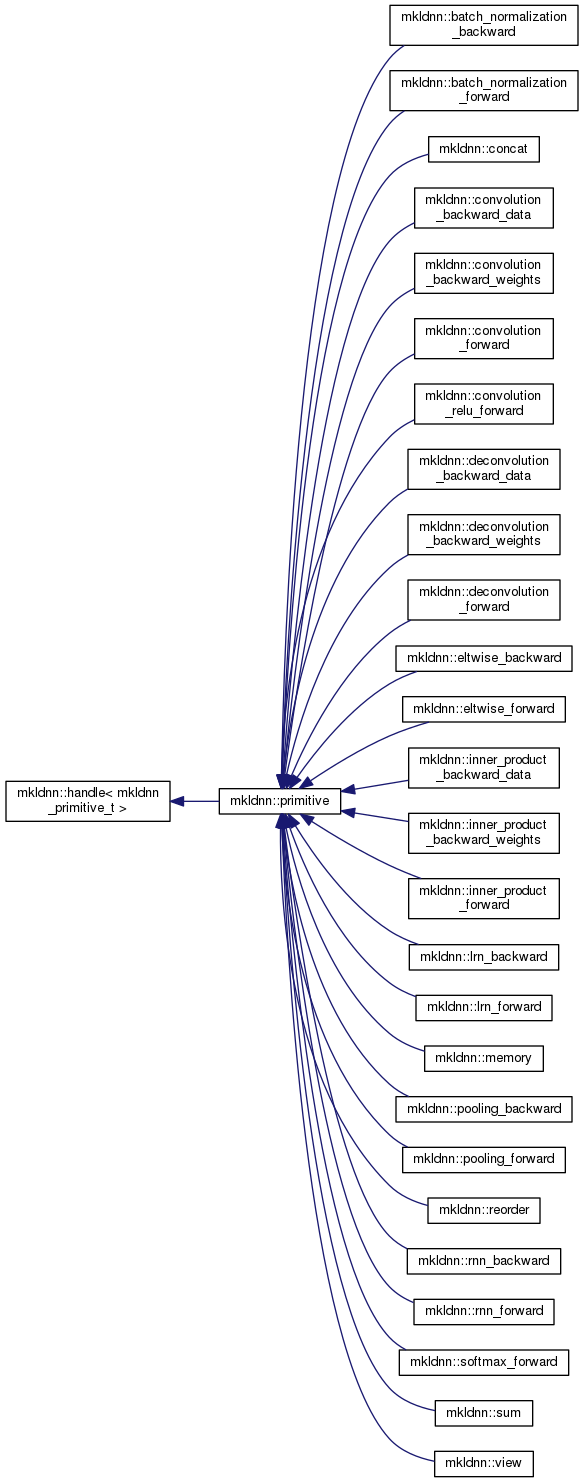 mkldnn::batch_normalization
_backward
mkldnn::batch_normalization
_forward
mkldnn::concat
mkldnn::convolution
_backward_data
mkldnn::convolution
_backward_weights
mkldnn::convolution
_forward
mkldnn::convolution
_relu_forward
mkldnn::deconvolution
_backward_data
mkldnn::deconvolution
_backward_weights
mkldnn::deconvolution
_forward
mkldnn::eltwise_backward
mkldnn::eltwise_forward
mkldnn::inner_product
_backward_data
mkldnn::handle< mkldnn
_primitive_t >
mkldnn::primitive
mkldnn::inner_product
_backward_weights
mkldnn::inner_product
_forward
mkldnn::lrn_backward
mkldnn::lrn_forward
mkldnn::memory
mkldnn::pooling_backward
mkldnn::pooling_forward
mkldnn::reorder
mkldnn::rnn_backward
mkldnn::rnn_forward
mkldnn::softmax_forward
mkldnn::sum
mkldnn::view